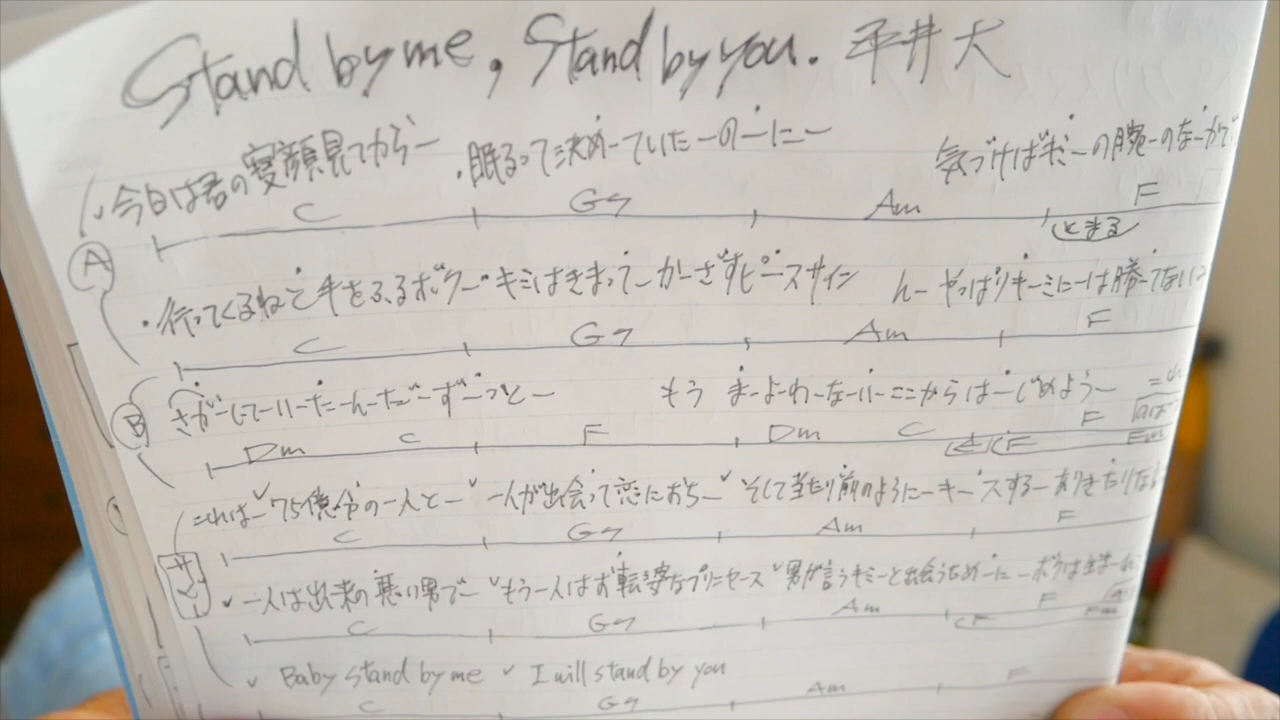 Stand by me, Stand by you. 平井 大
今日は君の寝顔見てからー ・眠るって決めーていたーのーにー 気づけばギーの腕ーのなーかで
C G7 Am F
とまる
A
・行ってくるねと手をふるボクーキミはきまってーかーざすピースサイン んーやっぱりキーミにーは勝ーてない
C G7 Am F
B
さがしてーいーたーんーだーずーっとー もう まーよーわーなーいーここからはーじめようー
Dm C F Dm C F F Fm
これはー 75億分の一人とー 一人が出会って恋におちー そして当たり前のようにーキースするーありきたりな
C G7 Am F
サビ
一人は出来の悪い男でー もう一人はお転婆なプリンセース 男が言うキミーと出会うためーにーボクは生まーれ
C G7 Am F F Fm
Baby stand by me I will stand by you
C G7 Am F